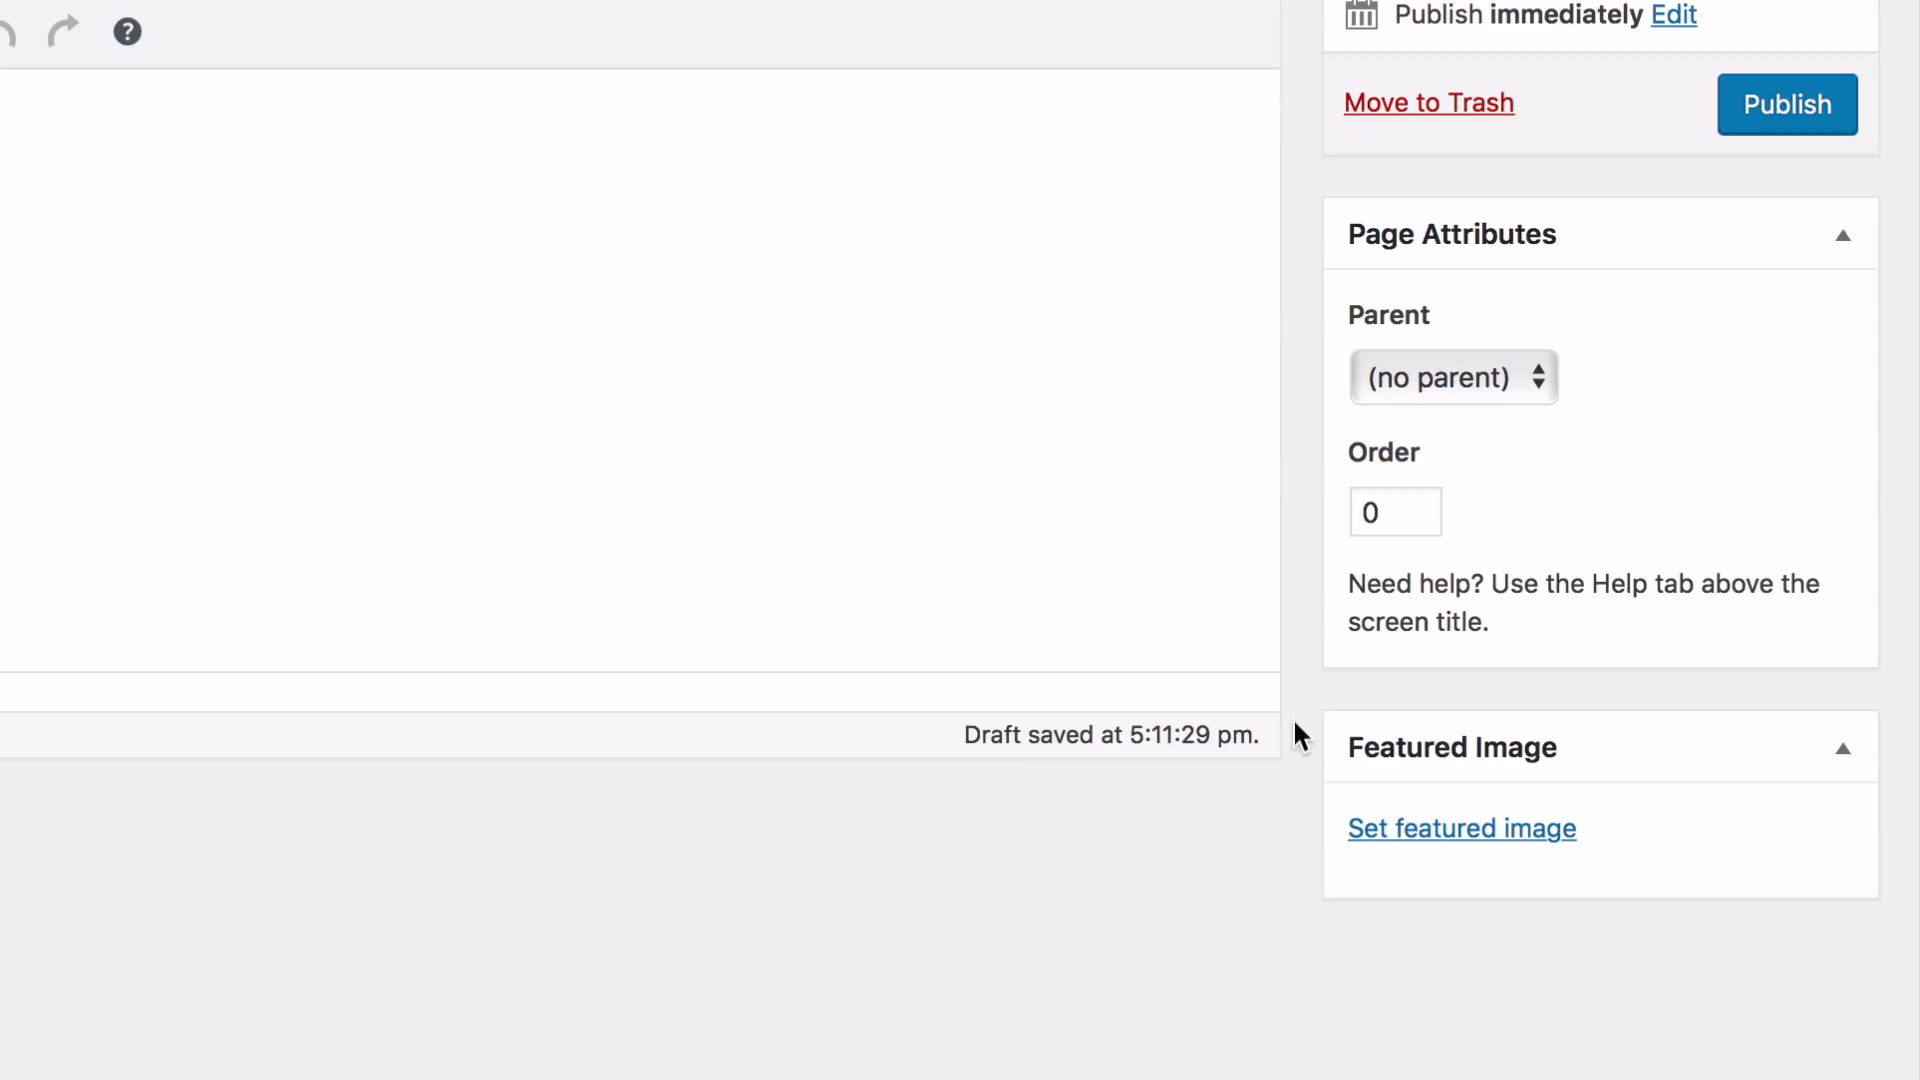 Publish immediately Edit
Move to Trash
Publish
Page Attributes
Parent
(no parent)
Order
0
Need help? Use the Help tab above the
screen title.
Draft saved at 5:11:29 pm.
Featured Image
Set featured image